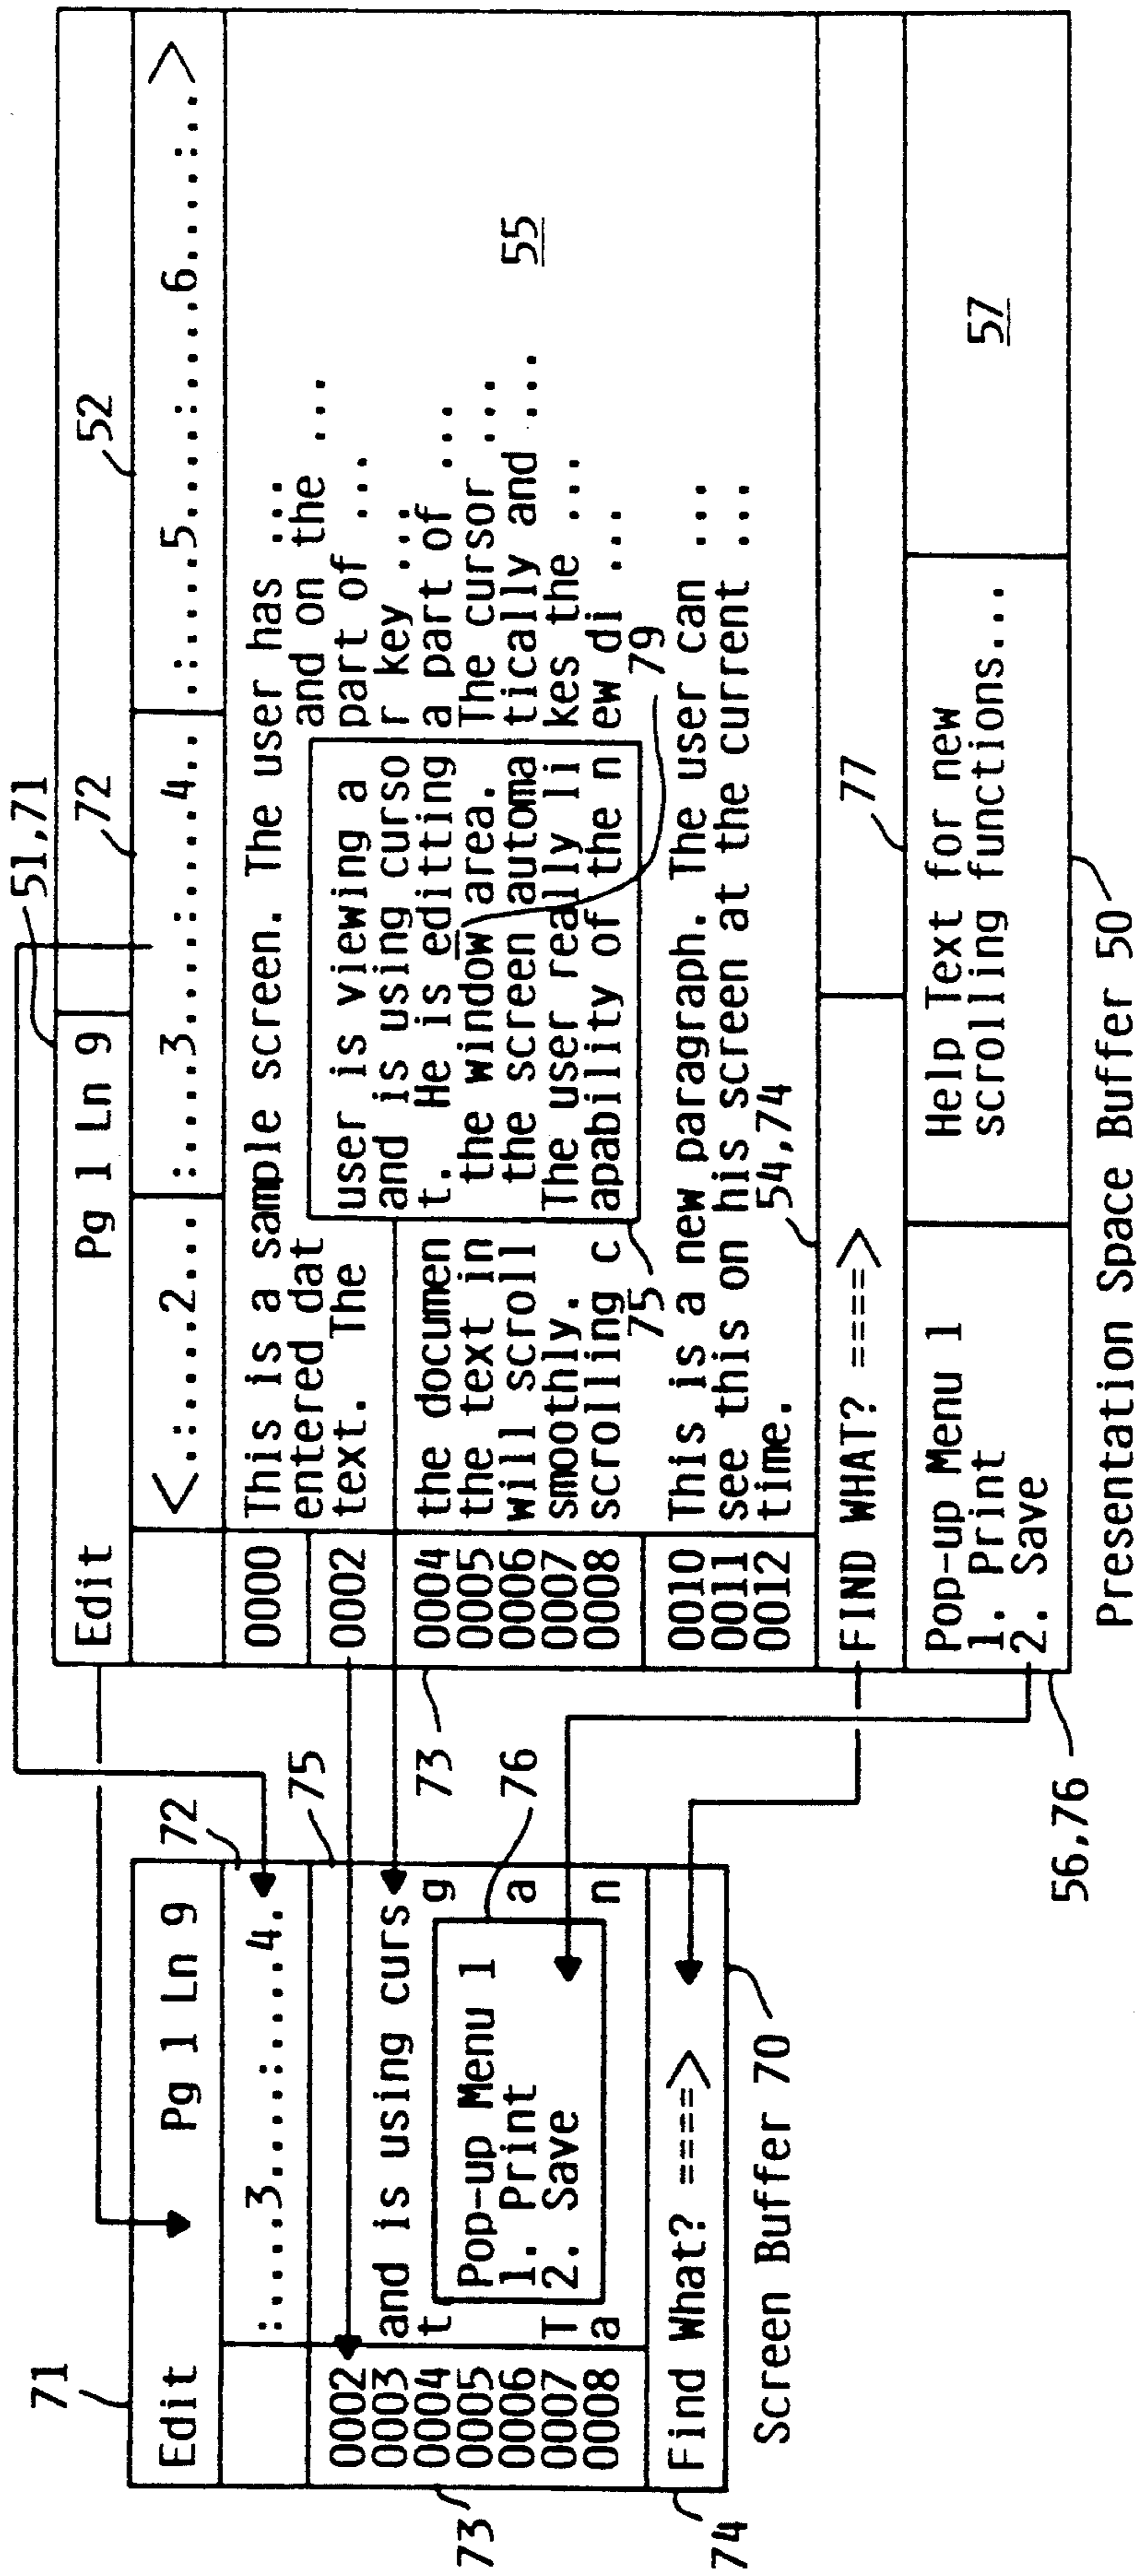 71
Edit Pg 1 Ln 9
72
:....3....:....4.
75
0002
0003 and is using curs
0004 t g
0005
0006 a
0007 T
0008 a n
Pop-up Menu 1
1. Print
2. Save
76
73
Find What? ====>
74
Screen Buffer 70
51,71
72
52
Edit Pg 1 Ln 9
<.:....2....:....3....:....4....:....5....:....6....:..>
0000 This is a sample screen. The user has ...
entered dat and on the ...
0002 text. The user is viewing a part of ...
and is using curso r key ...
0004 the documen t. He is editting a part of ...
0005 the text in the window area. The cursor ...
0006 will scroll the screen automa tically and ...
0007 smoothly. The user really li kes the ...
0008 scrolling c apability of the n ew di ...
75
79
55
0010 This is a new paragraph. The user can ...
0011 see this on his screen at the current ...
0012 time.
73
54,74
FIND WHAT? ====>
77
Pop-up Menu 1
1. Print
2. Save
Help Text for new
scrolling functions...
57
56,76
Presentation Space Buffer 50